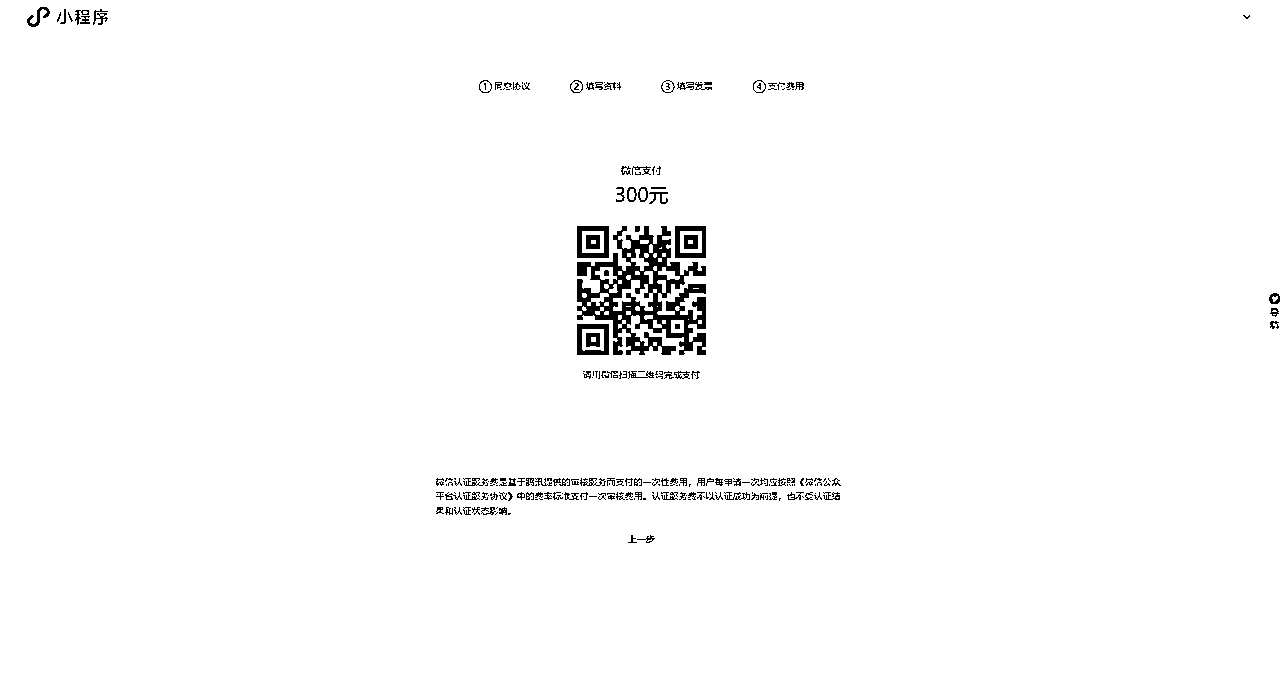 小程序
① 同意协议 ② 填写资料 ③ 填写发票 ④ 支付费用
微信支付
300元
请用微信扫描二维码完成支付
微信认证服务费是基于腾讯提供的审核服务而支付的一次性费用，用户每申请一次均应按照《微信公众
平台认证服务协议》中的费率标准支付一次审核费用。认证服务费不以认证成功为前提，也不受认证结
果和认证状态影响。
上一步